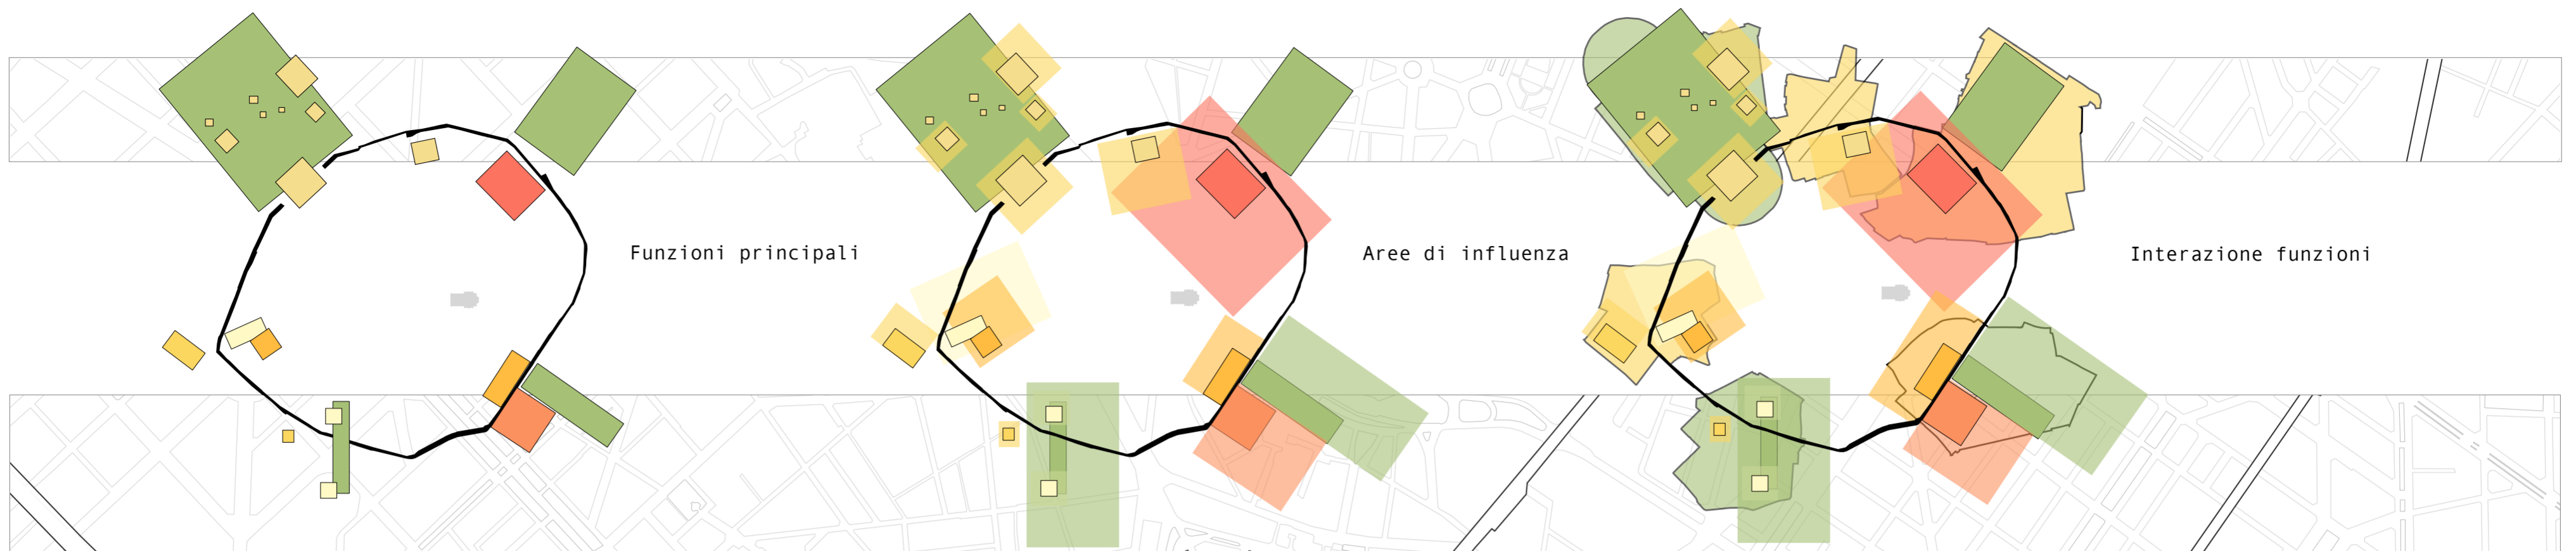 Funzioni principali
Aree di influenza
Interazione funzioni